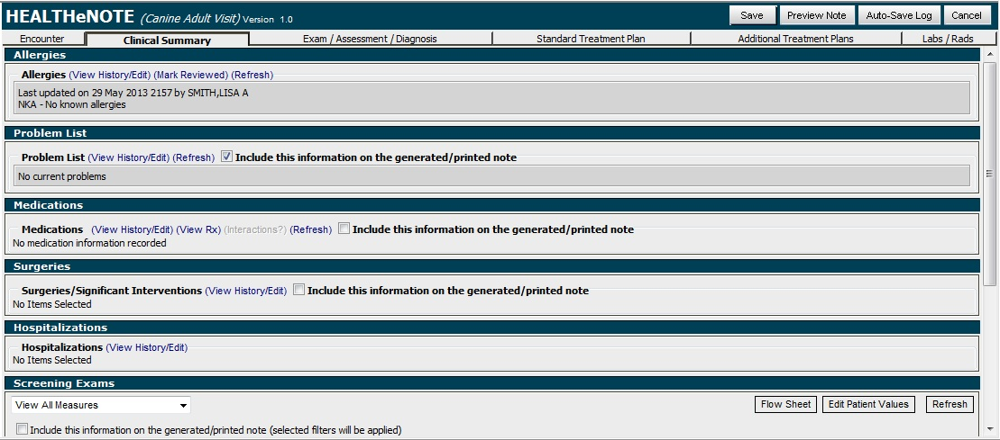 HEALTHeNOTE (Canine Adult Visit) Version 1.0 Save Preview Note Auto-Save Log Cancel
Encounter Clinical Summary Exam / Assessment / Diagnosis Standard Treatment Plan Additional Treatment Plans Labs / Rads
Allergies
Allergies (View History/Edit) (Mark Reviewed) (Refresh)
Last updated on 29 May 2013 2157 by SMITH,LISA A
NKA - No known allergies
Problem List
Problem List (View History/Edit) (Refresh) Include this information on the generated/printed note
No current problems
Medications
Medications (View History/Edit) (View Rx) (Interactions?) (Refresh) Include this information on the generated/printed note
No medication information recorded
Surgeries
Surgeries/Significant Interventions (View History/Edit) Include this information on the generated/printed note
No Items Selected
Hospitalizations
Hospitalizations (View History/Edit)
No Items Selected
Screening Exams
View All Measures Flow Sheet Edit Patient Values Refresh
Include this information on the generated/printed note (selected filters will be applied)